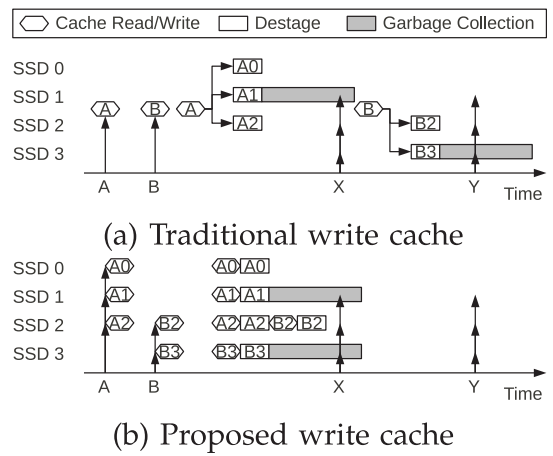 Cache Read/Write Destage Garbage Collection
SSD 0 A0
SSD 1 A1
A B A B
SSD 2 A2 B2
SSD 3 B3
A B X Y
Time
(a) Traditional write cache
SSD 0 A0 A0 A0
SSD 1 A1 A1 A1
SSD 2 A2 B2 A2 A2 B2 B2
SSD 3 B3 B3 B3
A B X Y
Time
(b) Proposed write cache